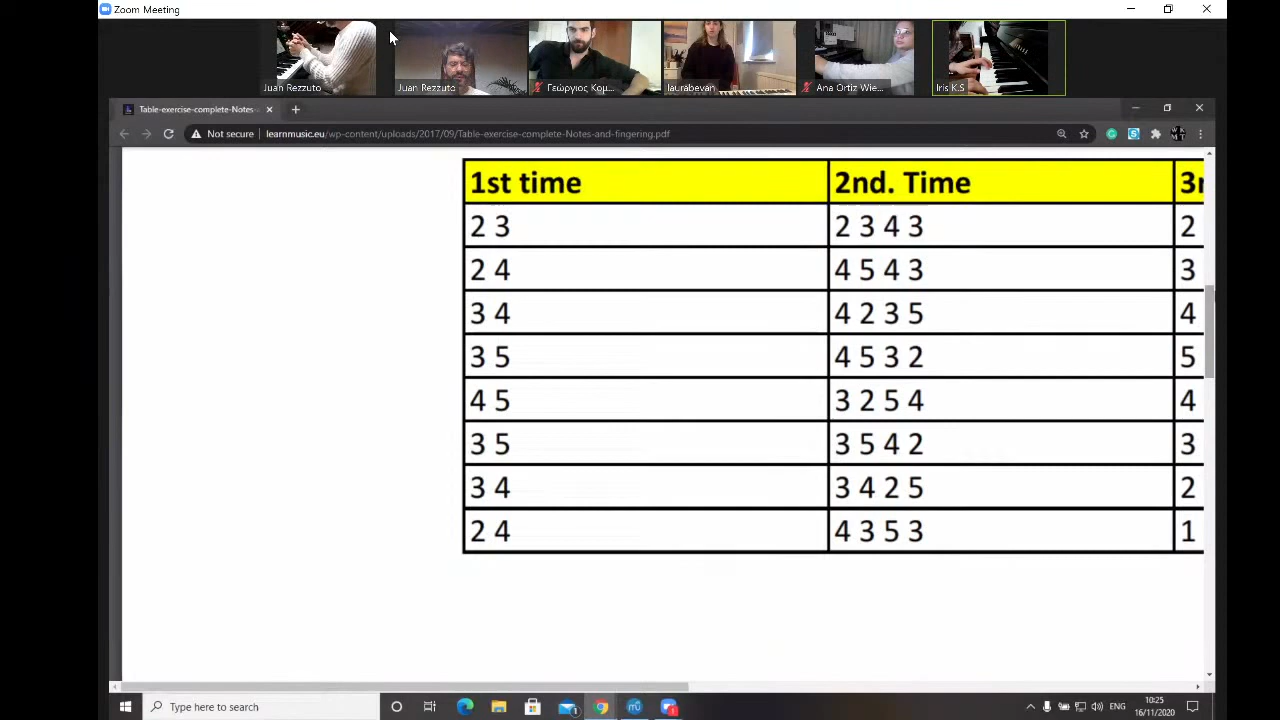 Zoom Meeting
Juan Rezzuto
Juan Rezzuto
Γεώργιος Κομ...
laurabevan
Ana Ortiz Wie...
Iris K.S
Table-exercise-complete-Notes-
Not secure
learnmusic.eu/wp-content/uploads/2017/09/Table-exercise-complete-Notes-and-fingering.pdf
1st time 2nd. Time 3r
2 3 2 3 4 3 2
2 4 4 5 4 3 3
3 4 4 2 3 5 4
3 5 4 5 3 2 5
4 5 3 2 5 4 4
3 5 3 5 4 2 3
3 4 3 4 2 5 2
2 4 4 3 5 3 1
Type here to search
ENG
10:25
16/11/2020